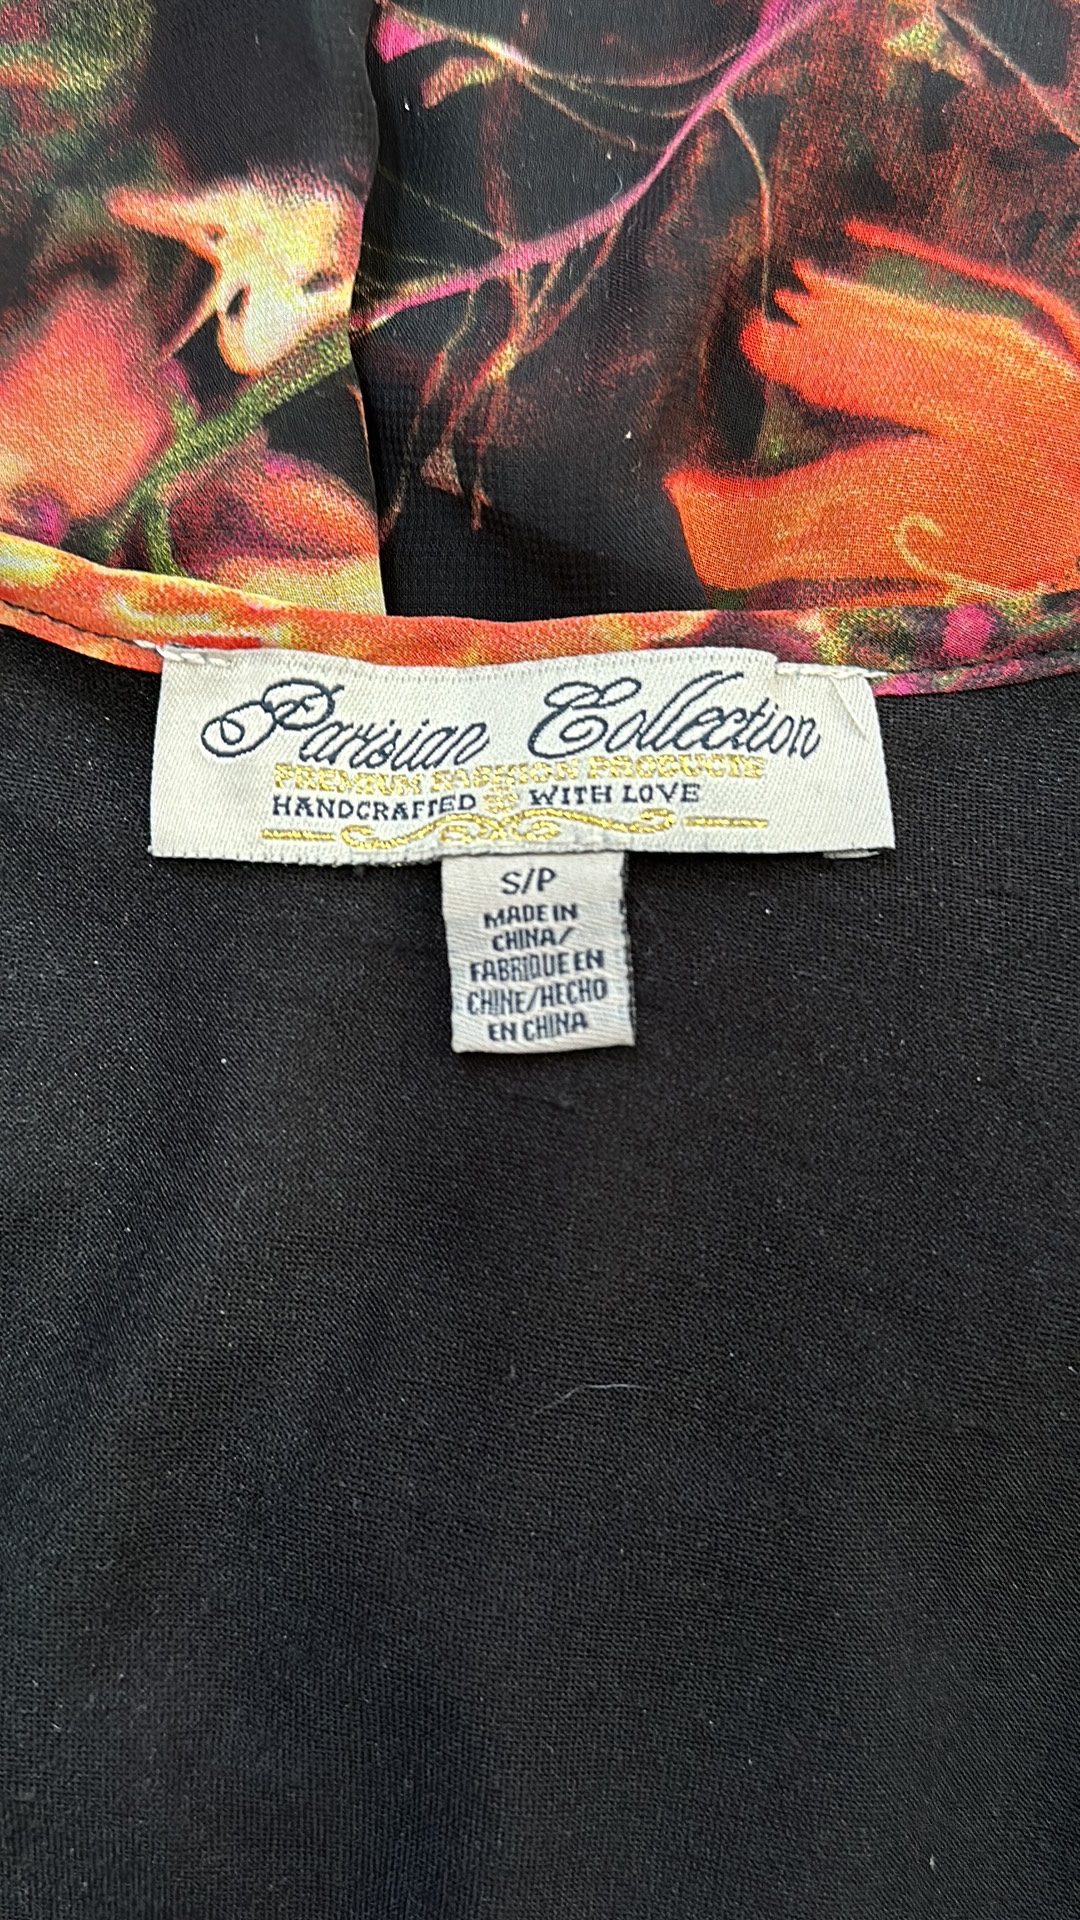 Parisian Collection
PREMIUM FASHION PRODUCTS
HANDCRAFTED WITH LOVE
S/P
MADE IN
CHINA/
FABRIQUE EN
CHINE/HECHO
EN CHINA